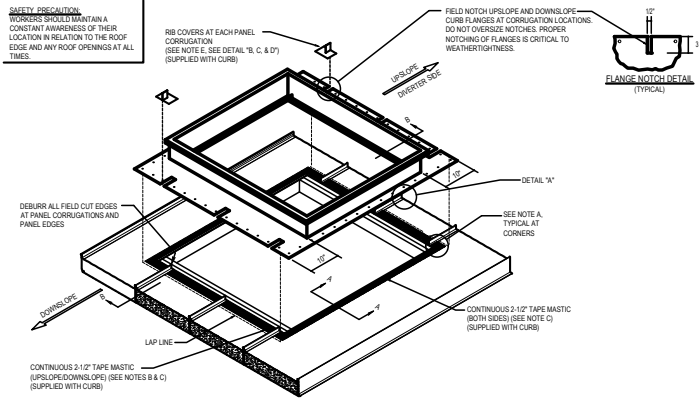 SAFETY PRECAUTION:
WORKERS SHOULD MAINTAIN A
CONSTANT AWARENESS OF THEIR
LOCATION IN RELATION TO THE ROOF
EDGE AND ANY ROOF OPENINGS AT ALL
TIMES.
RIB COVERS AT EACH PANEL
CORRUGATION
(SEE NOTE E, SEE DETAIL "B, C, & D")
(SUPPLIED WITH CURB)
FIELD NOTCH UPSLOPE AND DOWNSLOPE
CURB FLANGES AT CORRUGATION LOCATIONS.
DO NOT OVERSIZE NOTCHES. PROPER
NOTCHING OF FLANGES IS CRITICAL TO
WEATHERTIGHTNESS.
1/2"
3
FLANGE NOTCH DETAIL
(TYPICAL)
UPSLOPE
DIVERTER SIDE
B
10"
DETAIL "A"
DEBURR ALL FIELD CUT EDGES
AT PANEL CORRUGATIONS AND
PANEL EDGES
SEE NOTE A,
TYPICAL AT
CORNERS
10"
A
A
DOWNSLOPE
B
LAP LINE
CONTINUOUS 2-1/2" TAPE MASTIC
(BOTH SIDES) (SEE NOTE C)
(SUPPLIED WITH CURB)
CONTINUOUS 2-1/2" TAPE MASTIC
(UPSLOPE/DOWNSLOPE) (SEE NOTES B & C)
(SUPPLIED WITH CURB)